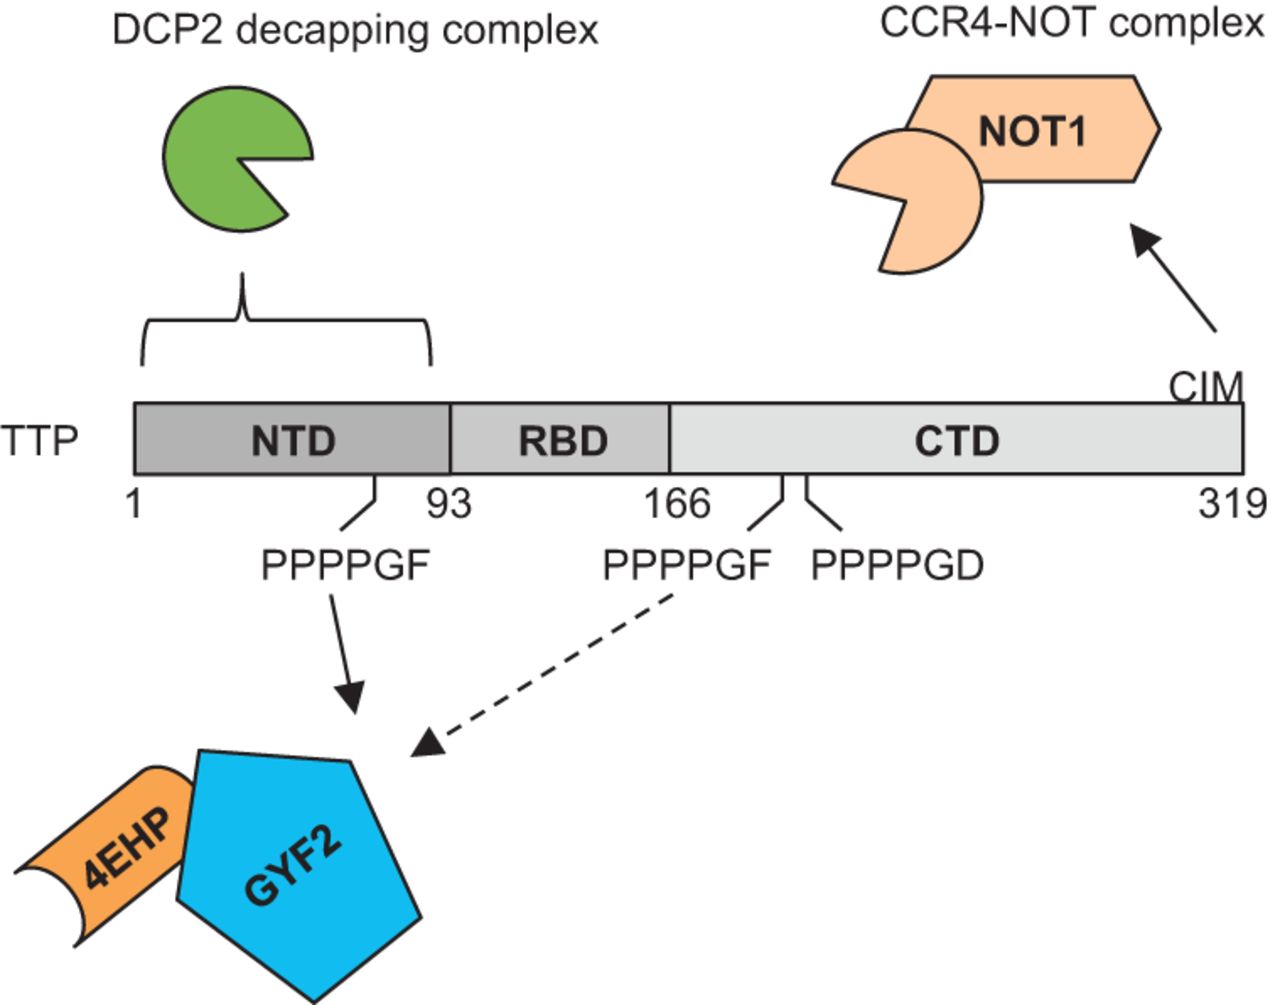 DCP2 decapping complex
CCR4-NOT complex
NOT1
CIM
TTP
NTD
RBD
CTD
1
93
166
319
PPPPGF
PPPPGF
PPPPGD
4EHP
GYF2